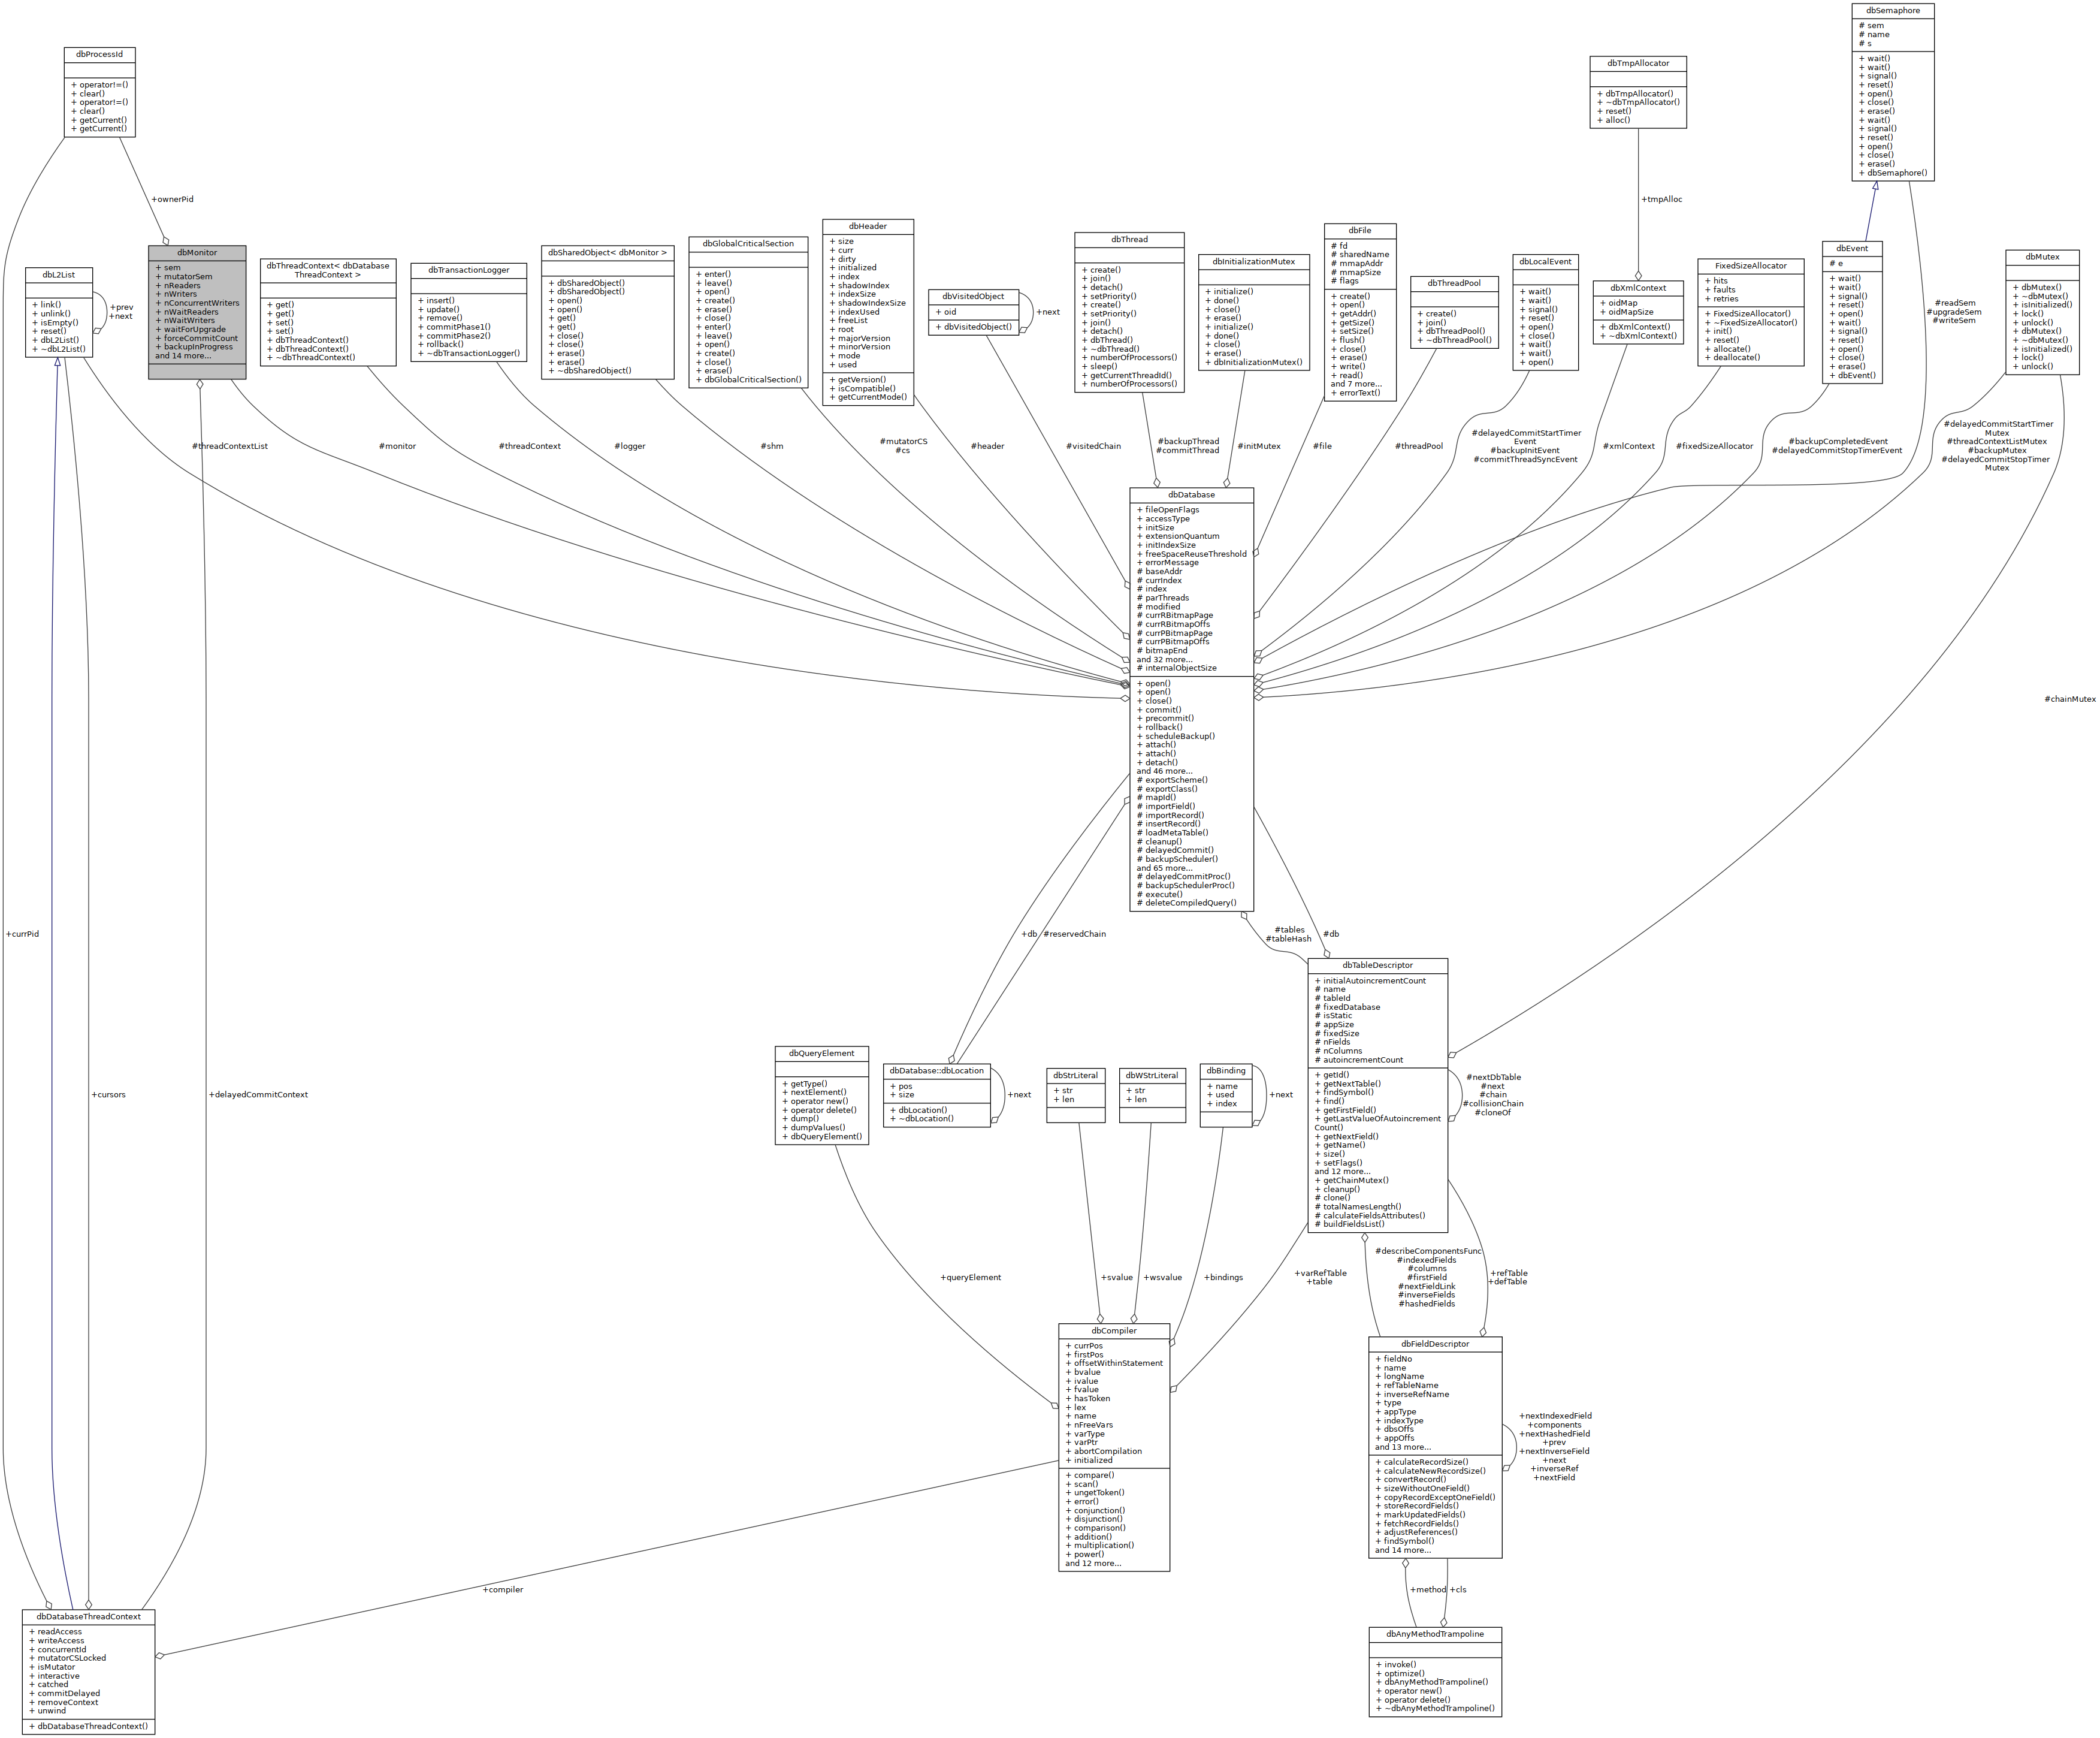 dbSemaphore
# sem
# name
# s
+ wait()
+ wait()
+ signal()
+ reset()
+ open()
+ close()
+ erase()
+ wait()
+ signal()
+ reset()
+ open()
+ close()
+ erase()
+ dbSemaphore()
dbProcessId
+ operator!=()
+ clear()
+ operator!=()
+ clear()
+ getCurrent()
+ getCurrent()
dbTmpAllocator
+ dbTmpAllocator()
+ ~dbTmpAllocator()
+ reset()
+ alloc()
+ownerPid
+tmpAlloc
dbL2List
+ link()
+ unlink()
+ isEmpty()
+ reset()
+ dbL2List()
+ ~dbL2List()
+prev
+next
dbMonitor
+ sem
+ mutatorSem
+ nReaders
+ nWriters
+ nConcurrentWriters
+ nWaitReaders
+ nWaitWriters
+ waitForUpgrade
+ forceCommitCount
+ backupInProgress
and 14 more...
dbThreadContext< dbDatabase
ThreadContext >
+ get()
+ get()
+ set()
+ set()
+ dbThreadContext()
+ dbThreadContext()
+ ~dbThreadContext()
dbTransactionLogger
+ insert()
+ update()
+ remove()
+ commitPhase1()
+ commitPhase2()
+ rollback()
+ ~dbTransactionLogger()
dbSharedObject< dbMonitor >
+ dbSharedObject()
+ dbSharedObject()
+ open()
+ open()
+ get()
+ get()
+ close()
+ close()
+ erase()
+ erase()
+ ~dbSharedObject()
dbGlobalCriticalSection
+ enter()
+ leave()
+ open()
+ create()
+ erase()
+ close()
+ enter()
+ leave()
+ open()
+ create()
+ close()
+ erase()
+ dbGlobalCriticalSection()
dbHeader
+ size
+ curr
+ dirty
+ initialized
+ index
+ shadowIndex
+ indexSize
+ shadowIndexSize
+ indexUsed
+ freeList
+ root
+ majorVersion
+ minorVersion
+ mode
+ used
+ getVersion()
+ isCompatible()
+ getCurrentMode()
dbVisitedObject
+ oid
+ dbVisitedObject()
+next
dbThread
+ create()
+ join()
+ detach()
+ setPriority()
+ create()
+ setPriority()
+ join()
+ detach()
+ dbThread()
+ ~dbThread()
+ numberOfProcessors()
+ sleep()
+ getCurrentThreadId()
+ numberOfProcessors()
dbInitializationMutex
+ initialize()
+ done()
+ close()
+ erase()
+ initialize()
+ done()
+ close()
+ erase()
+ dbInitializationMutex()
dbFile
# fd
# sharedName
# mmapAddr
# mmapSize
# flags
+ create()
+ open()
+ getAddr()
+ getSize()
+ setSize()
+ flush()
+ close()
+ erase()
+ write()
+ read()
and 7 more...
+ errorText()
dbThreadPool
+ create()
+ join()
+ dbThreadPool()
+ ~dbThreadPool()
dbLocalEvent
+ wait()
+ wait()
+ signal()
+ reset()
+ open()
+ close()
+ wait()
+ wait()
+ open()
dbXmlContext
+ oidMap
+ oidMapSize
+ dbXmlContext()
+ ~dbXmlContext()
FixedSizeAllocator
+ hits
+ faults
+ retries
+ FixedSizeAllocator()
+ ~FixedSizeAllocator()
+ init()
+ reset()
+ allocate()
+ deallocate()
dbEvent
# e
+ wait()
+ wait()
+ signal()
+ reset()
+ open()
+ wait()
+ signal()
+ reset()
+ open()
+ close()
+ erase()
+ dbEvent()
#readSem
#upgradeSem
#writeSem
dbMutex
+ dbMutex()
+ ~dbMutex()
+ isInitialized()
+ lock()
+ unlock()
+ dbMutex()
+ ~dbMutex()
+ isInitialized()
+ lock()
+ unlock()
#threadContextList
#monitor
#threadContext
#logger
#shm
#mutatorCS
#cs
#header
#visitedChain
#backupThread
#commitThread
#initMutex
#file
#threadPool
#delayedCommitStartTimer
Event
#backupInitEvent
#commitThreadSyncEvent
#xmlContext
#fixedSizeAllocator
#backupCompletedEvent
#delayedCommitStopTimerEvent
#delayedCommitStartTimer
Mutex
#threadContextListMutex
#backupMutex
#delayedCommitStopTimer
Mutex
dbDatabase
+ fileOpenFlags
+ accessType
+ initSize
+ extensionQuantum
+ initIndexSize
+ freeSpaceReuseThreshold
+ errorMessage
# baseAddr
# currIndex
# index
# parThreads
# modified
# currRBitmapPage
# currRBitmapOffs
# currPBitmapPage
# currPBitmapOffs
# bitmapEnd
and 32 more...
# internalObjectSize
+ open()
+ open()
+ close()
+ commit()
+ precommit()
+ rollback()
+ scheduleBackup()
+ attach()
+ attach()
+ detach()
and 46 more...
# exportScheme()
# exportClass()
# mapId()
# importField()
# importRecord()
# insertRecord()
# loadMetaTable()
# cleanup()
# delayedCommit()
# backupScheduler()
and 65 more...
# delayedCommitProc()
# backupSchedulerProc()
# execute()
# deleteCompiledQuery()
#chainMutex
+currPid
+db
#reservedChain
#tables
#tableHash
#db
dbTableDescriptor
+ initialAutoincrementCount
# name
# tableId
# fixedDatabase
# isStatic
# appSize
# fixedSize
# nFields
# nColumns
# autoincrementCount
+ getId()
+ getNextTable()
+ findSymbol()
+ find()
+ getFirstField()
+ getLastValueOfAutoincrement
Count()
+ getNextField()
+ getName()
+ size()
+ setFlags()
and 12 more...
+ getChainMutex()
+ cleanup()
# clone()
# totalNamesLength()
# calculateFieldsAttributes()
# buildFieldsList()
#nextDbTable
#next
#chain
#collisionChain
#cloneOf
+cursors
+delayedCommitContext
dbQueryElement
+ getType()
+ nextElement()
+ operator new()
+ operator delete()
+ dump()
+ dumpValues()
+ dbQueryElement()
dbDatabase::dbLocation
+ pos
+ size
+ dbLocation()
+ ~dbLocation()
+next
dbStrLiteral
+ str
+ len
dbWStrLiteral
+ str
+ len
dbBinding
+ name
+ used
+ index
+next
+queryElement
+svalue
+wsvalue
+bindings
+varRefTable
+table
#describeComponentsFunc
#indexedFields
#columns
#firstField
#nextFieldLink
#inverseFields
#hashedFields
+refTable
+defTable
dbCompiler
+ currPos
+ firstPos
+ offsetWithinStatement
+ bvalue
+ ivalue
+ fvalue
+ hasToken
+ lex
+ name
+ nFreeVars
+ varType
+ varPtr
+ abortCompilation
+ initialized
+ compare()
+ scan()
+ ungetToken()
+ error()
+ conjunction()
+ disjunction()
+ comparison()
+ addition()
+ multiplication()
+ power()
and 12 more...
dbFieldDescriptor
+ fieldNo
+ name
+ longName
+ refTableName
+ inverseRefName
+ type
+ appType
+ indexType
+ dbsOffs
+ appOffs
and 13 more...
+ calculateRecordSize()
+ calculateNewRecordSize()
+ convertRecord()
+ sizeWithoutOneField()
+ copyRecordExceptOneField()
+ storeRecordFields()
+ markUpdatedFields()
+ fetchRecordFields()
+ adjustReferences()
+ findSymbol()
and 14 more...
+nextIndexedField
+components
+nextHashedField
+prev
+nextInverseField
+next
+inverseRef
+nextField
+compiler
+method
+cls
dbDatabaseThreadContext
+ readAccess
+ writeAccess
+ concurrentId
+ mutatorCSLocked
+ isMutator
+ interactive
+ catched
+ commitDelayed
+ removeContext
+ unwind
+ dbDatabaseThreadContext()
dbAnyMethodTrampoline
+ invoke()
+ optimize()
+ dbAnyMethodTrampoline()
+ operator new()
+ operator delete()
+ ~dbAnyMethodTrampoline()